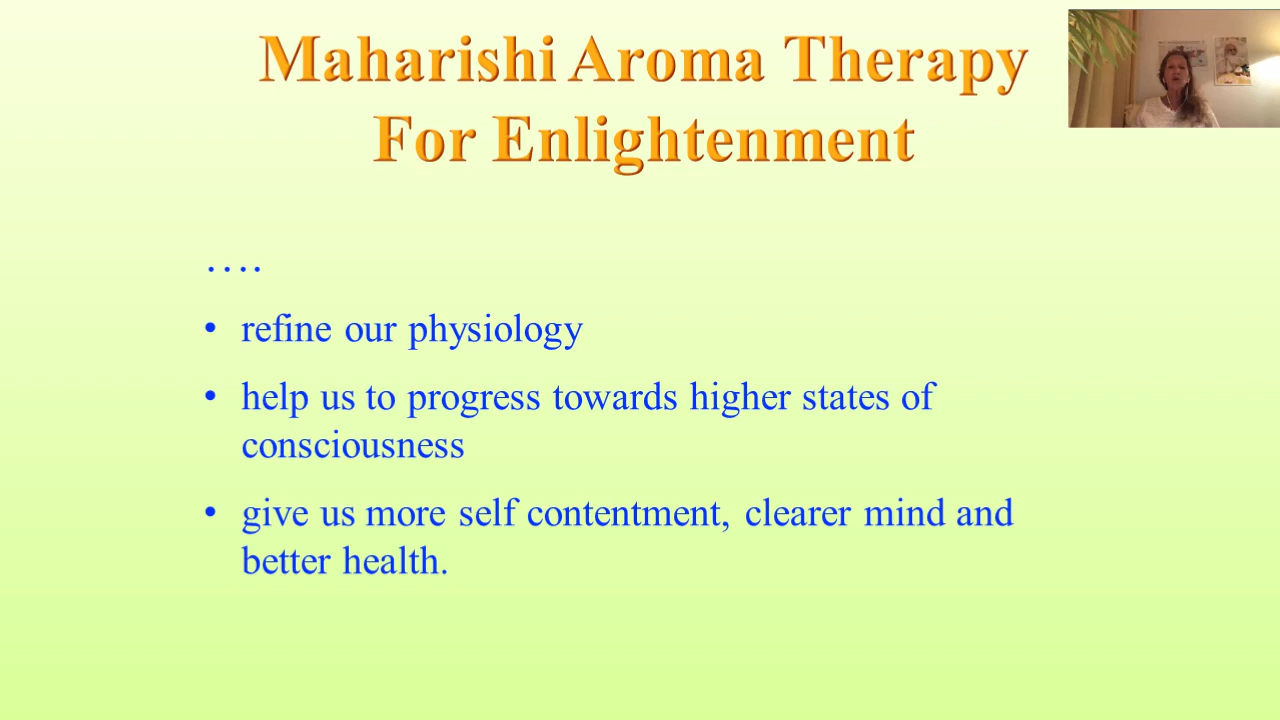 Maharishi Aroma Therapy
For Enlightenment
….
• refine our physiology
• help us to progress towards higher states of
consciousness
• give us more self contentment, clearer mind and
better health.